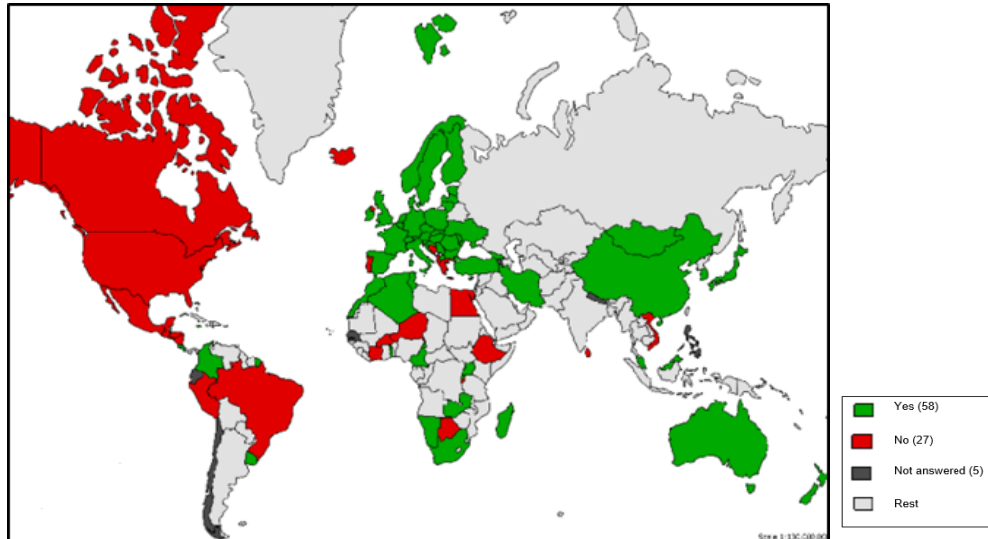 Yes (58)
No (27)
Not answered (5)
Rest